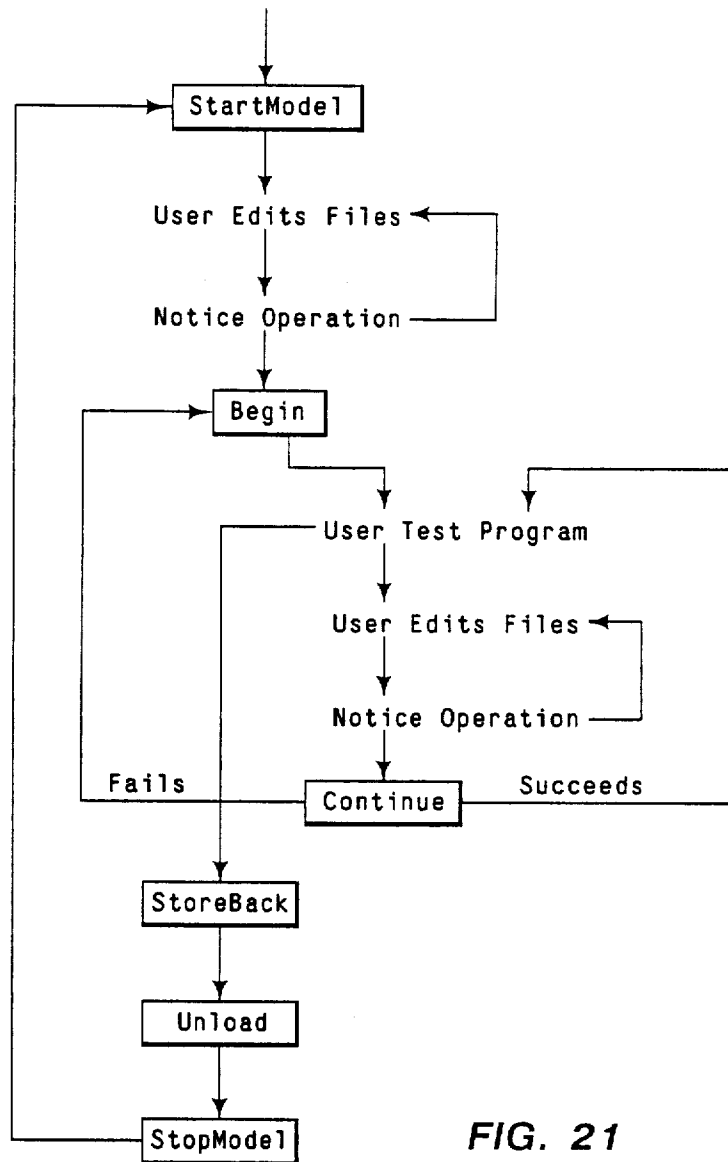 StartModel
User Edits Files
Notice Operation
Begin
User Test Program
User Edits Files
Notice Operation
Fails
Continue
Succeeds
StoreBack
Unload
StopModel
FIG. 21